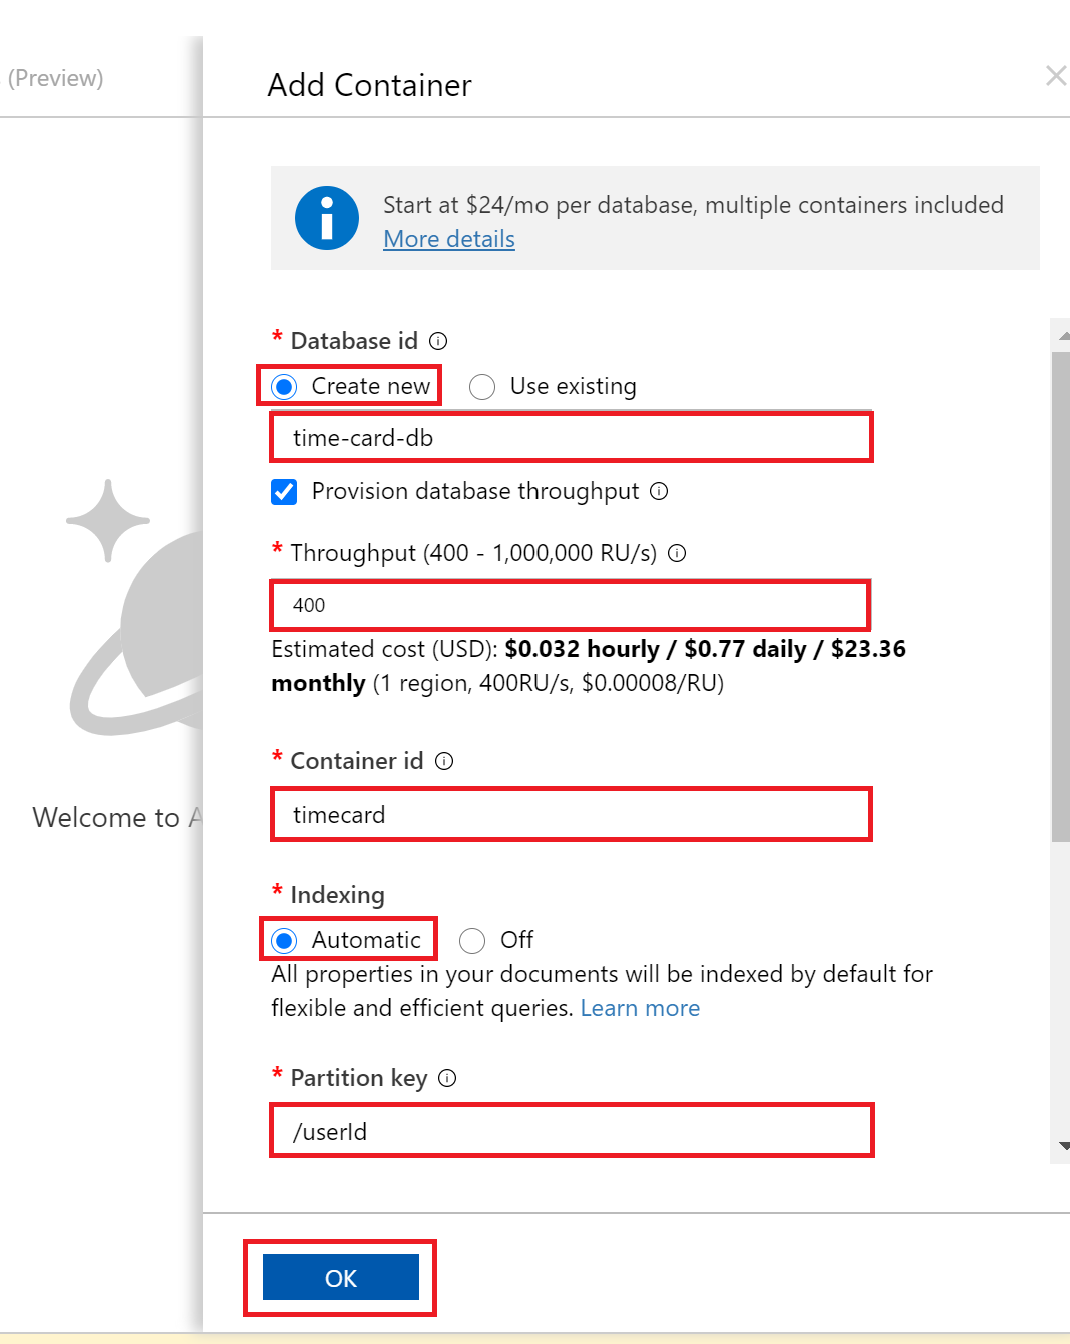 (Preview)
Add Container
Start at $24/mo per database, multiple containers included
More details
* Database id
Create new
Use existing
time-card-db
Provision database throughput
* Throughput (400 - 1,000,000 RU/s)
400
Estimated cost (USD): $0.032 hourly / $0.77 daily / $23.36
monthly (1 region, 400RU/s, $0.00008/RU)
* Container id
timecard
Welcome to A
* Indexing
Automatic
Off
All properties in your documents will be indexed by default for
flexible and efficient queries. Learn more
* Partition key
/userId
OK